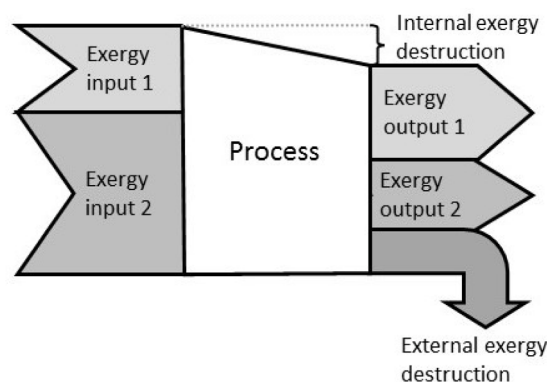 Internal exergy
destruction
Exergy
input 1
Exergy
output 1
Process
Exergy
input 2
Exergy
output 2
External exergy
destruction